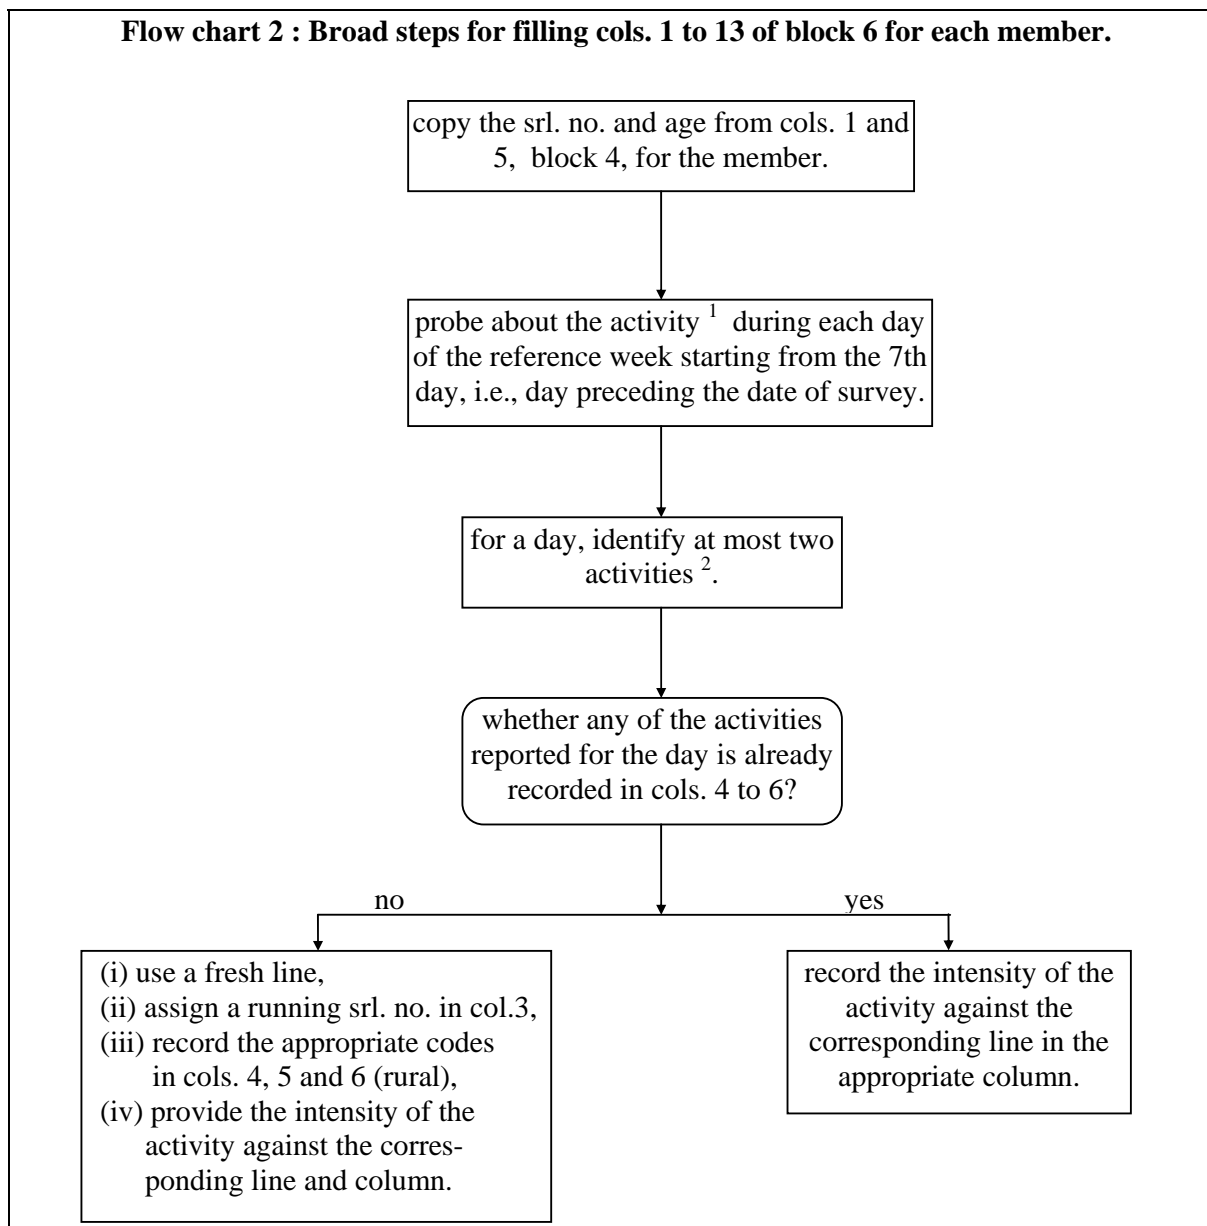 Flow chart 2 : Broad steps for filling cols. 1 to 13 of block 6 for each member.
copy the srl. no. and age from cols. 1 and
5, block 4, for the member.
probe about the activity 1 during each day
of the reference week starting from the 7th
day, i.e., day preceding the date of survey.
for a day, identify at most two
activities 2.
whether any of the activities
reported for the day is already
recorded in cols. 4 to 6?
no
yes
(i) use a fresh line,
(ii) assign a running srl. no. in col.3,
(iii) record the appropriate codes
in cols. 4, 5 and 6 (rural),
(iv) provide the intensity of the
activity against the corres-
ponding line and column.
record the intensity of the
activity against the
corresponding line in the
appropriate column.